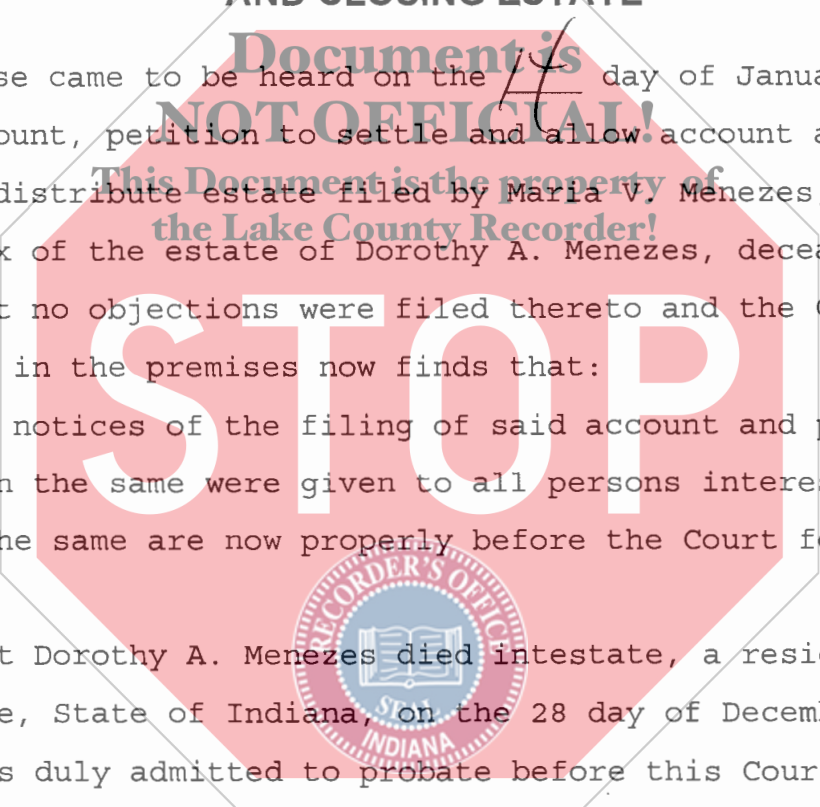 AND CLOSING ESTATE
Document is
se came to be heard on the 14 day of Janua
NOT OFFICIAL!
ount, petition to settle and allow account a
This Document is the property of
distribute estate filed by Maria V. Menezes,
the Lake County Recorder!
x of the estate of Dorothy A. Menezes, decea
t no objections were filed thereto and the C
STOP
in the premises now finds that:
notices of the filing of said account and p
n the same were given to all persons interes
he same are now properly before the Court fo
RECORDER'S OFFICE
t Dorothy A. Menezes died intestate, a resid
SEAL
e, State of Indiana, on the 28 day of Decemb
INDIANA
s duly admitted to probate before this Cour